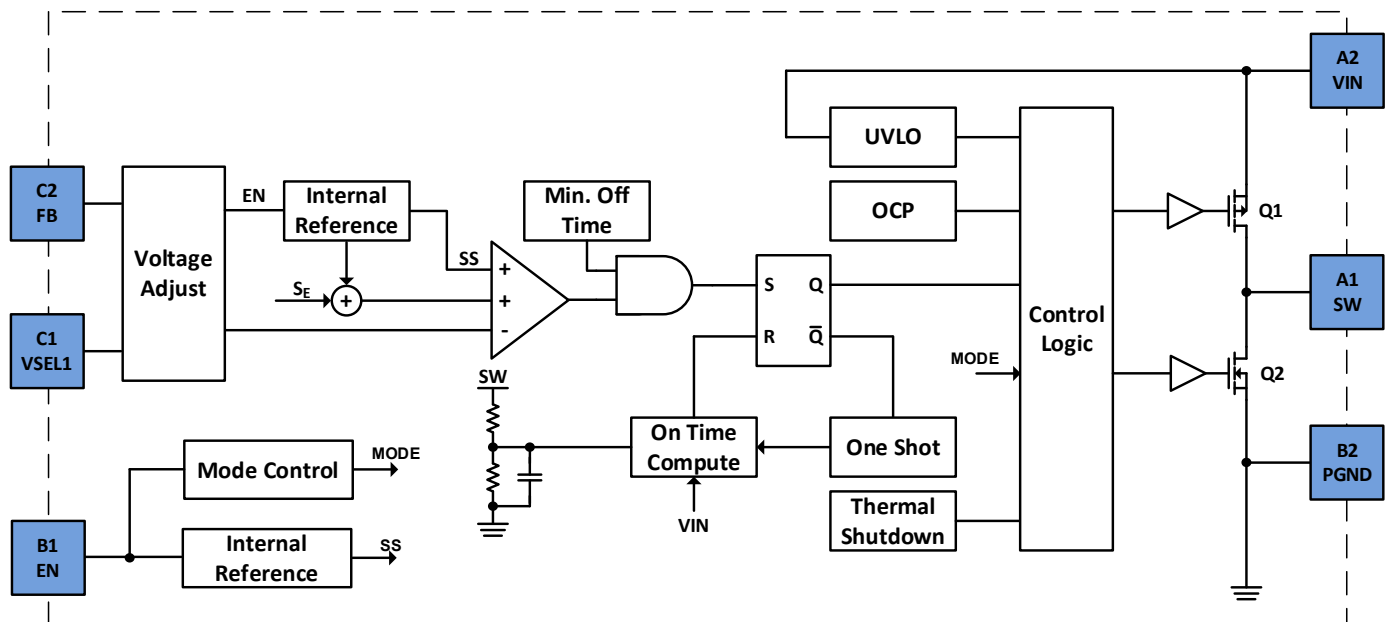 A2
VIN
UVLO
C2
FB
EN
Internal
Reference
Min. Off
Time
OCP
Q1
Voltage
Adjust
SS
+
+
-
SE
+
S
Q
R
Q̅
A1
SW
C1
VSEL1
Control
Logic
MODE
Q2
SW
On Time
Compute
One Shot
MODE
Mode Control
B2
PGND
Thermal
Shutdown
VIN
B1
EN
Internal
Reference
SS